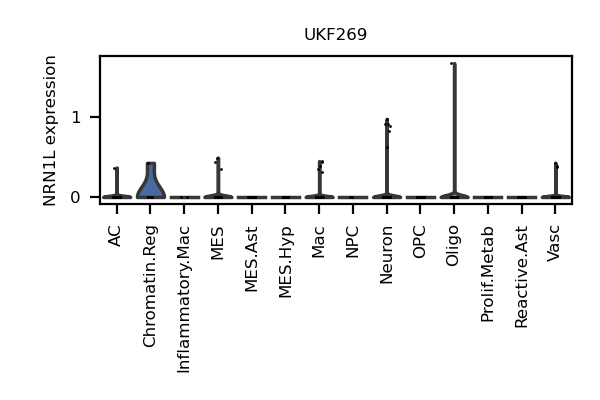 UKF269
NRN1L expression
1
0
AC
Chromatin.Reg
Inflammatory.Mac
MES
MES.Ast
MES.Hyp
Mac
NPC
Neuron
OPC
Oligo
Prolif.Metab
Reactive.Ast
Vasc